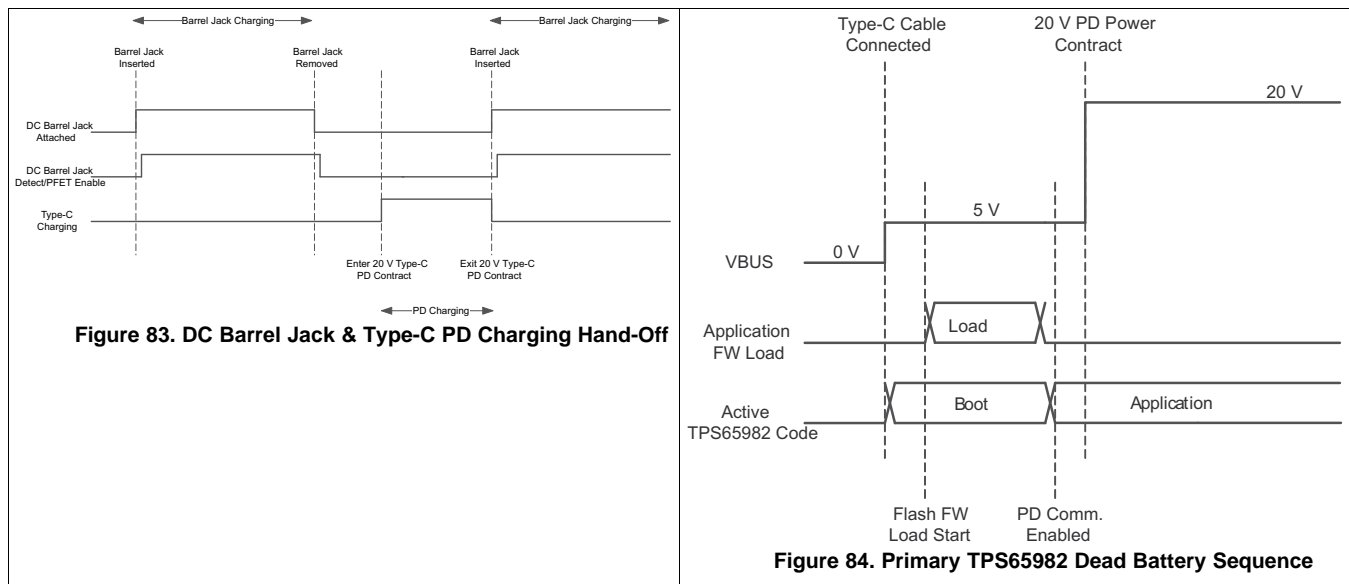 Barrel Jack Charging
Barrel Jack Charging
Barrel Jack
Inserted
Barrel Jack
Removed
Barrel Jack
Inserted
DC Barrel Jack
Attached
DC Barrel Jack
Detect/PFET Enable
Type-C
Charging
Enter 20 V Type-C
PD Contract
Exit 20 V Type-C
PD Contract
PD Charging
Figure 83. DC Barrel Jack & Type-C PD Charging Hand-Off
Type-C Cable
Connected
20 V PD Power
Contract
20 V
5 V
0 V
VBUS
Application
FW Load
Load
Active
TPS65982 Code
Boot
Application
Flash FW
Load Start
PD Comm.
Enabled
Figure 84. Primary TPS65982 Dead Battery Sequence